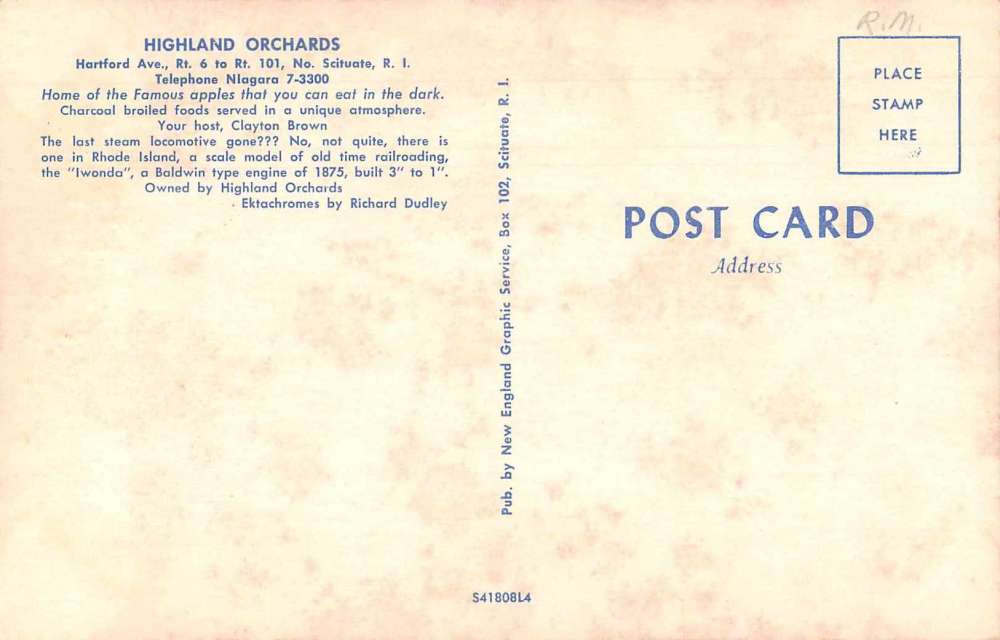 HIGHLAND ORCHARDS
Hartford Ave., Rt. 6 to Rt. 101, No. Scituate, R. I.
Telephone NIagara 7-3300
Home of the Famous apples that you can eat in the dark.
Charcoal broiled foods served in a unique atmosphere.
Your host, Clayton Brown
The last steam locomotive gone??? No, not quite, there is
one in Rhode Island, a scale model of old time railroading,
the "Iwonda", a Baldwin type engine of 1875, built 3" to 1".
Owned by Highland Orchards
Ektachromes by Richard Dudley
Pub. by New England Graphic Service, Box 102, Scituate, R. I.
S41808L4
R.M.
PLACE
STAMP
HERE
POST CARD
Address